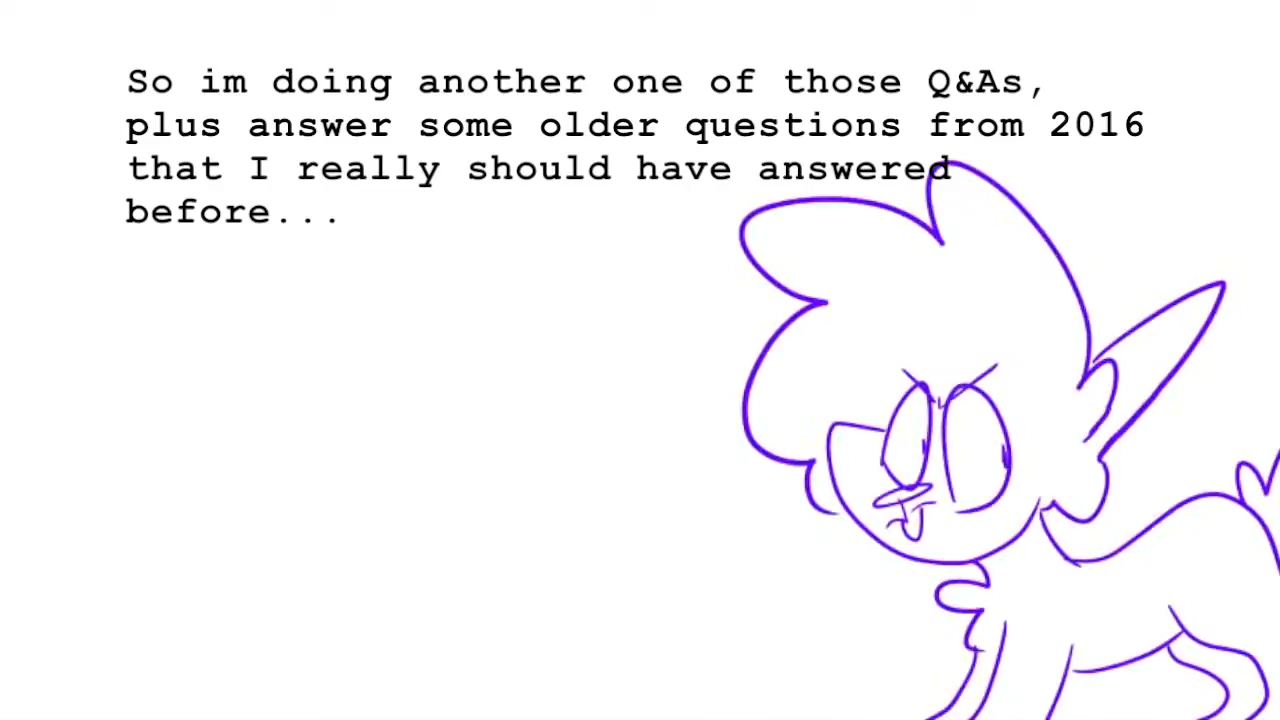 So im doing another one of those Q&As,
plus answer some older questions from 2016
that I really should have answered
before...